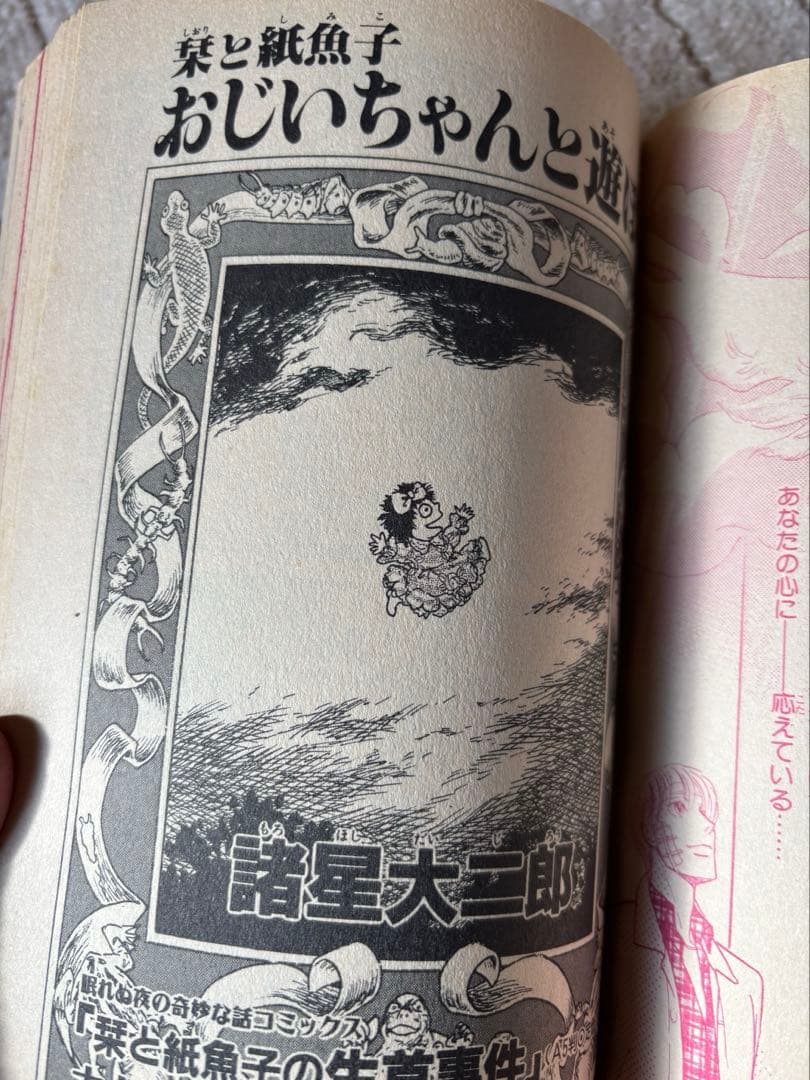 栞と紙魚子
おじいちゃんと遊ぼ
諸星大二郎
眠れぬ夜の奇妙な話コミックス
『栞と紙魚子の生首事件』
あなたの心に――応えている……